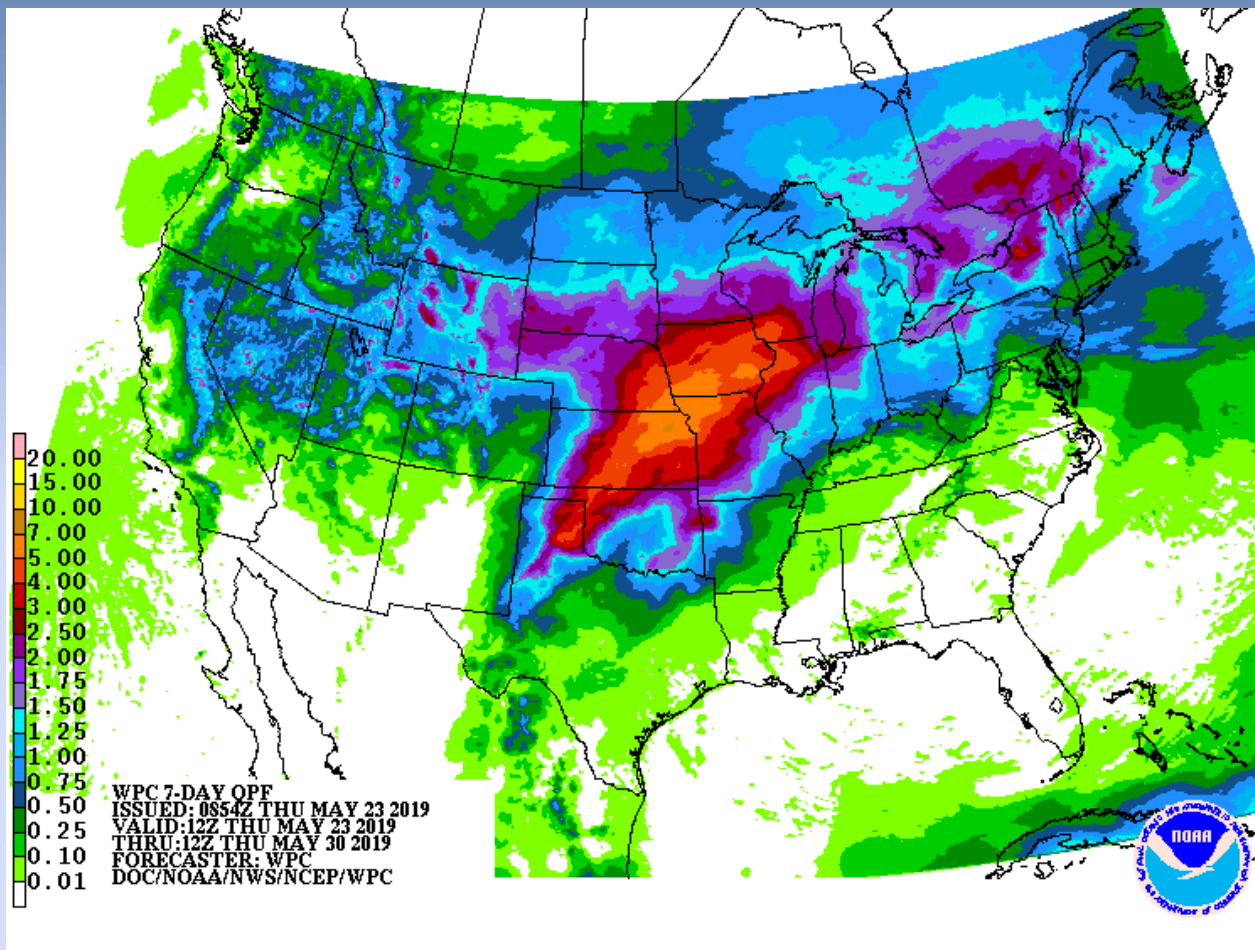 20.00
15.00
10.00
7.00
5.00
4.00
3.00
2.50
2.00
1.75
1.50
1.25
1.00
0.75
0.50
0.25
0.10
0.01
WPC 7-DAY QPF
ISSUED: 0854Z THU MAY 23 2019
VALID:12Z THU MAY 23 2019
THRU:12Z THU MAY 30 2019
FORECASTER: WPC
DOC/NOAA/NWS/NCEP/WPC
NOAA